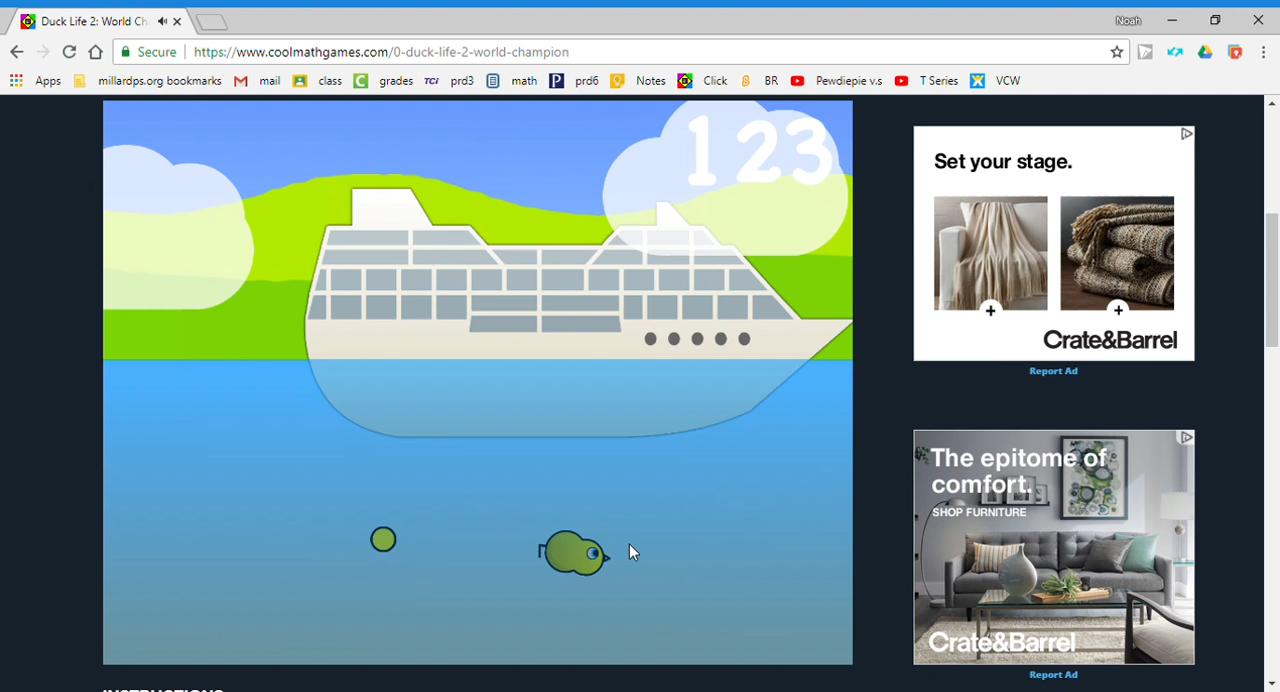 Duck Life 2: World Ch
Noah
Secure
https://www.coolmathgames.com/0-duck-life-2-world-champion
Apps millardps.org bookmarks mail class grades TCi prd3 math prd6 Notes Click BR Pewdiepie v.s T Series VCW
123
Set your stage.
Crate&Barrel
Report Ad
The epitome of
comfort.
SHOP FURNITURE
Crate&Barrel
Report Ad
INSTRUCTIONS